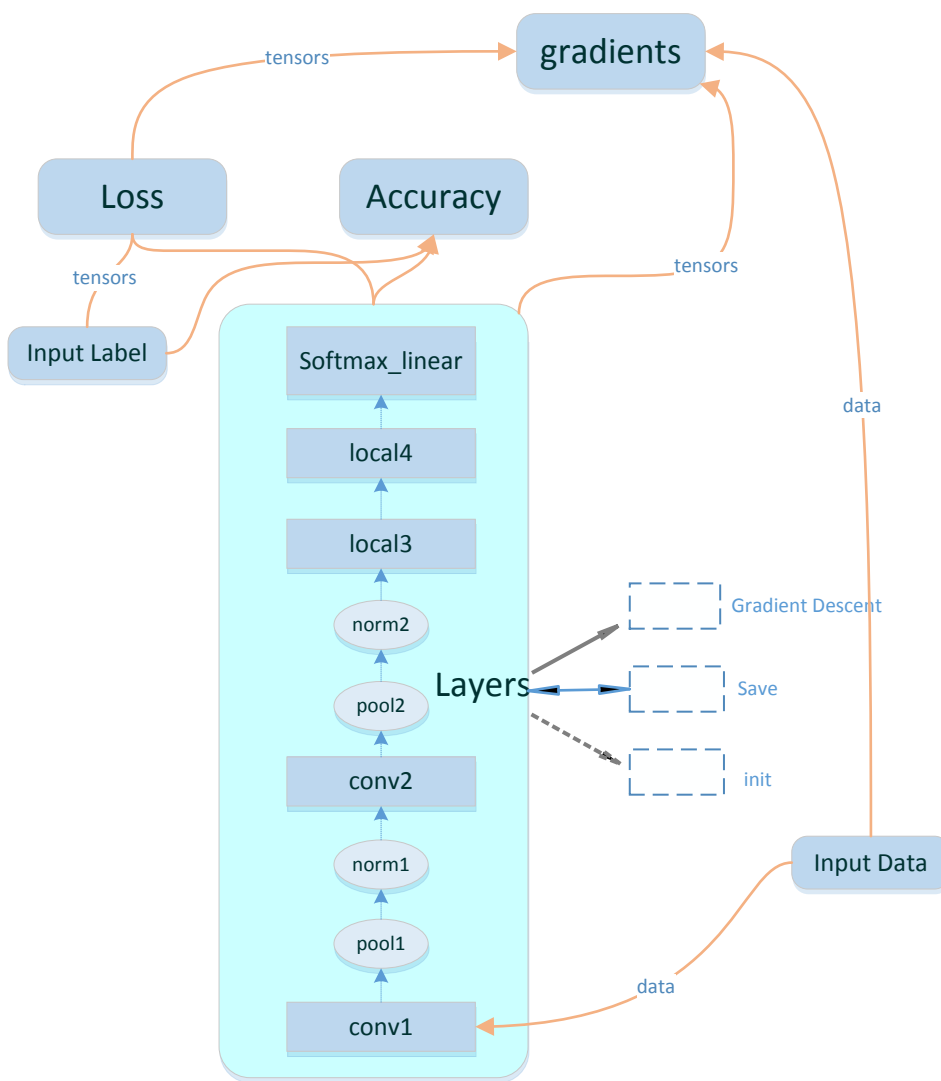 gradients
tensors
Loss
Accuracy
tensors
tensors
Input Label
Softmax_linear
data
local4
local3
Gradient Descent
norm2
Layers
Save
pool2
conv2
init
norm1
Input Data
pool1
data
conv1